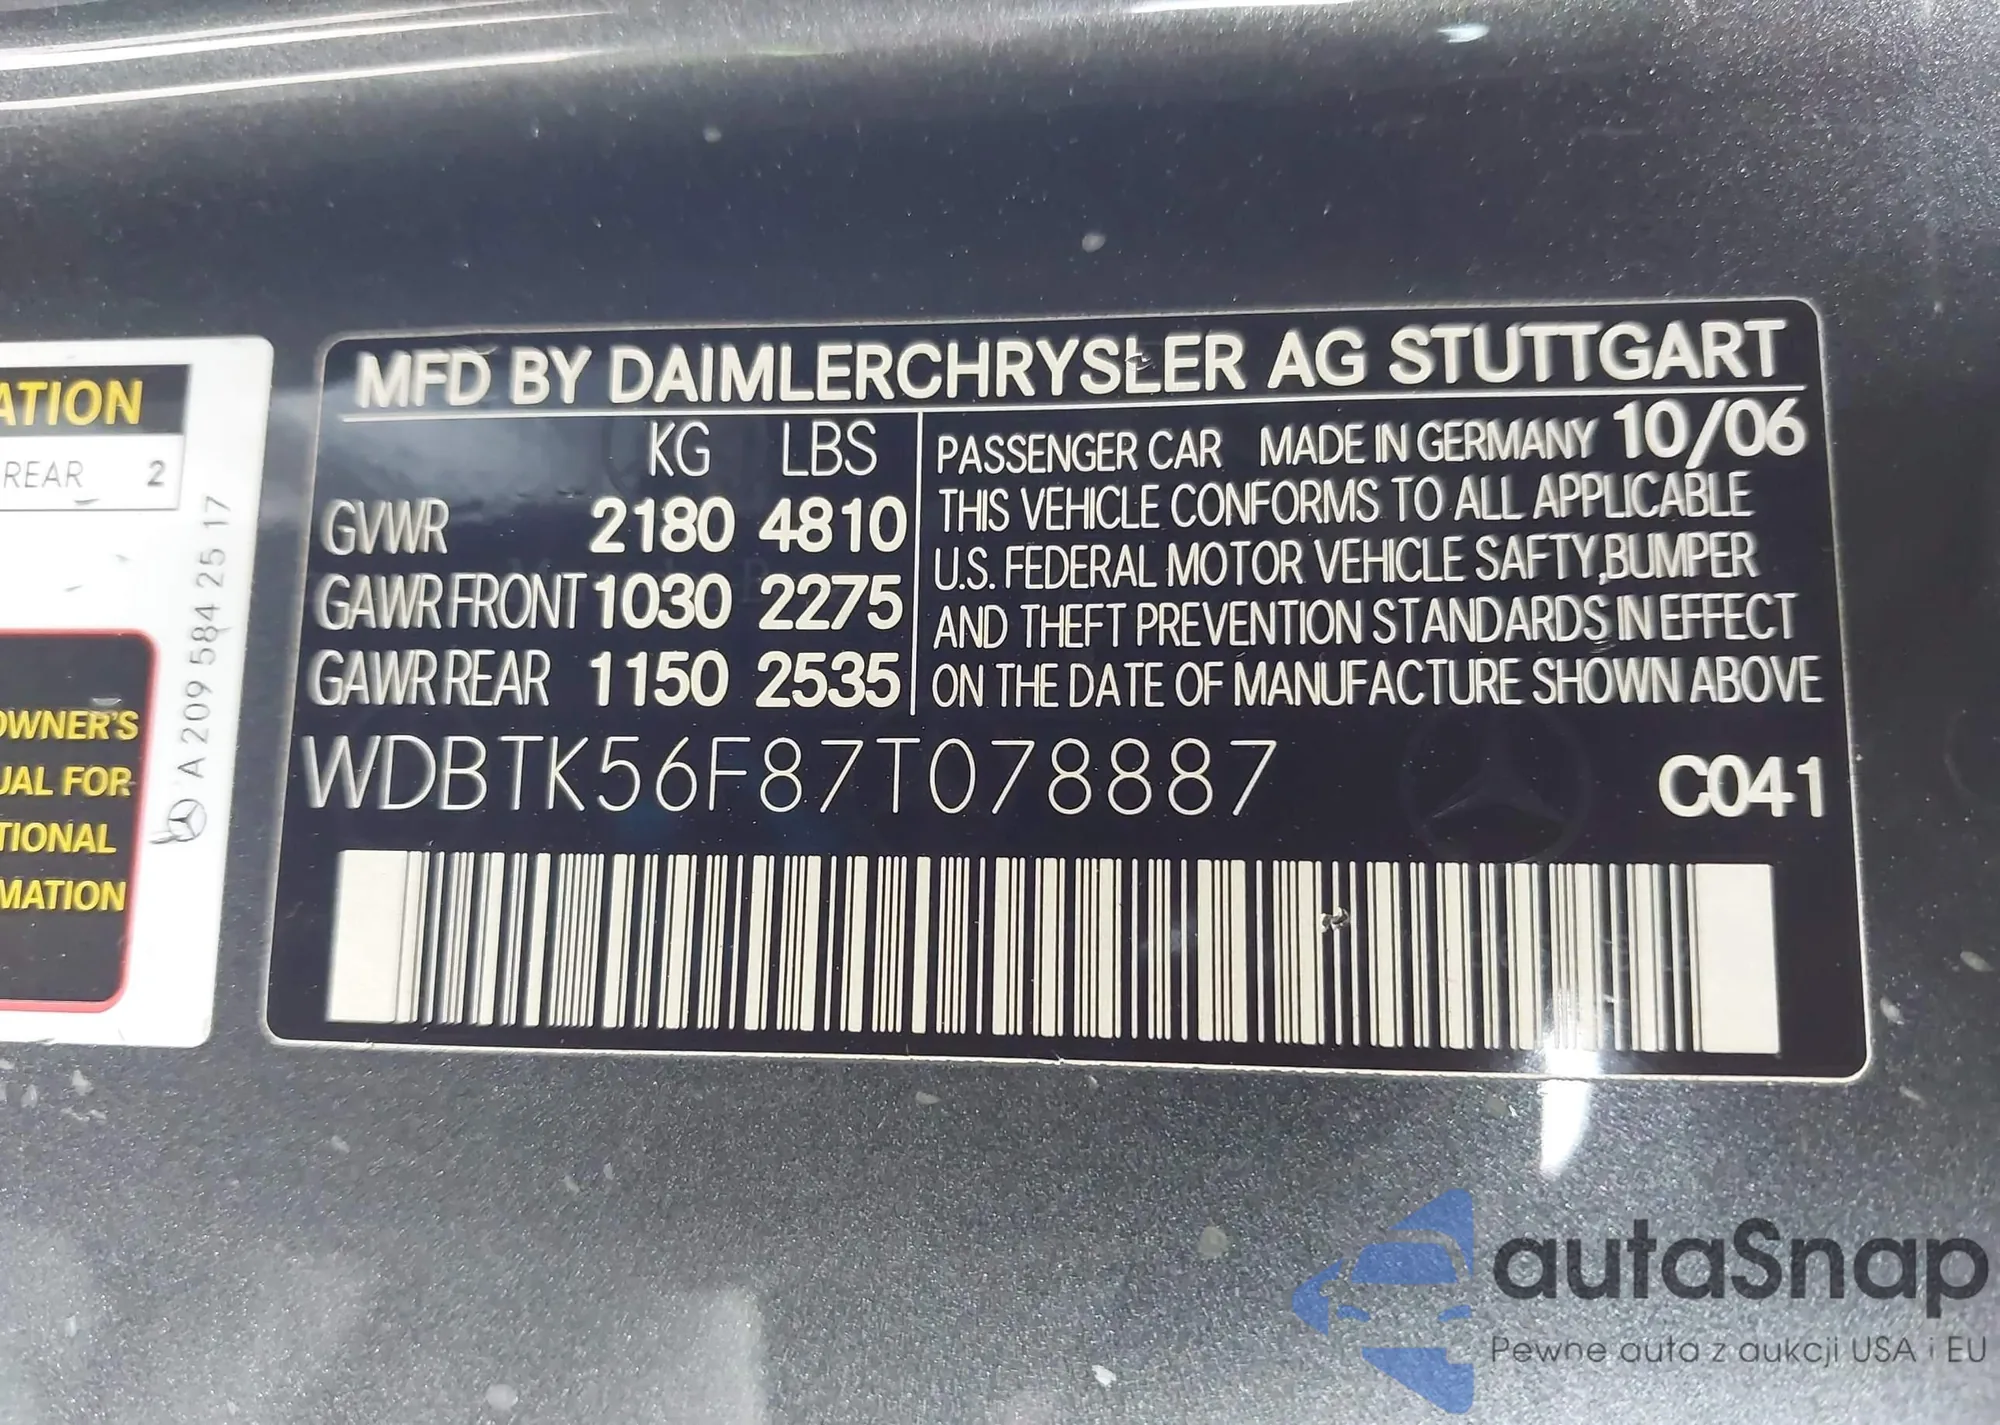 ATION
REAR 2
OWNER'S
UAL FOR
TIONAL
MATION
A 209 584 25 17
MFD BY DAIMLERCHRYSLER AG STUTTGART
KG LBS
GVWR 2180 4810
GAWR FRONT 1030 2275
GAWR REAR 1150 2535
PASSENGER CAR MADE IN GERMANY 10/06
THIS VEHICLE CONFORMS TO ALL APPLICABLE
U.S. FEDERAL MOTOR VEHICLE SAFTY,BUMPER
AND THEFT PREVENTION STANDARDS IN EFFECT
ON THE DATE OF MANUFACTURE SHOWN ABOVE
WDBTK56F87T078887 C041
autaSnap
Pewne auta z aukcji USA i EU